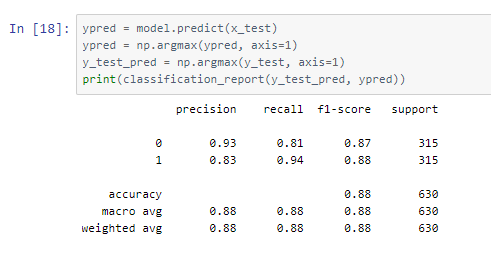 In [18]: ypred = model.predict(x_test)
ypred = np.argmax(ypred, axis=1)
y_test_pred = np.argmax(y_test, axis=1)
print(classification_report(y_test_pred, ypred))
precision recall f1-score support
0 0.93 0.81 0.87 315
1 0.83 0.94 0.88 315
accuracy 0.88 630
macro avg 0.88 0.88 0.88 630
weighted avg 0.88 0.88 0.88 630